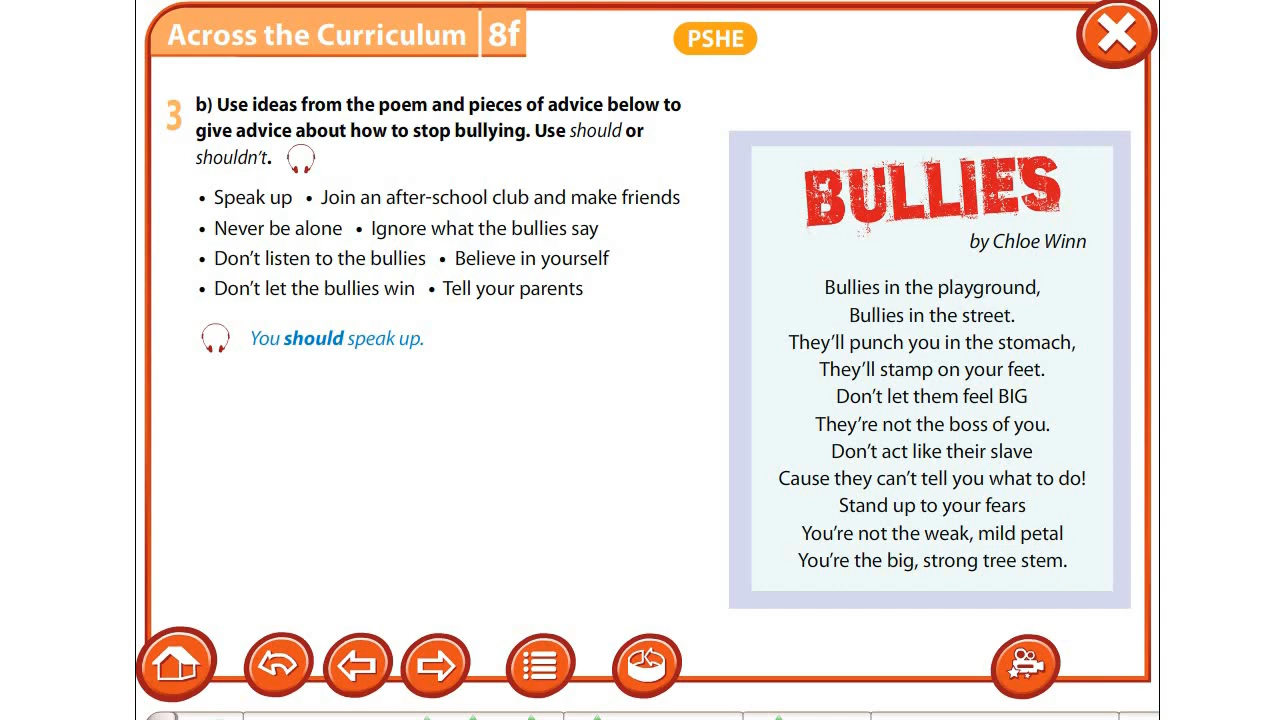 Across the Curriculum 8f
PSHE
3 b) Use ideas from the poem and pieces of advice below to
give advice about how to stop bullying. Use should or
shouldn't.
• Speak up • Join an after-school club and make friends
• Never be alone • Ignore what the bullies say
• Don't listen to the bullies • Believe in yourself
• Don't let the bullies win • Tell your parents
You should speak up.
BULLIES
by Chloe Winn
Bullies in the playground,
Bullies in the street.
They'll punch you in the stomach,
They'll stamp on your feet.
Don't let them feel BIG
They're not the boss of you.
Don't act like their slave
Cause they can't tell you what to do!
Stand up to your fears
You're not the weak, mild petal
You're the big, strong tree stem.